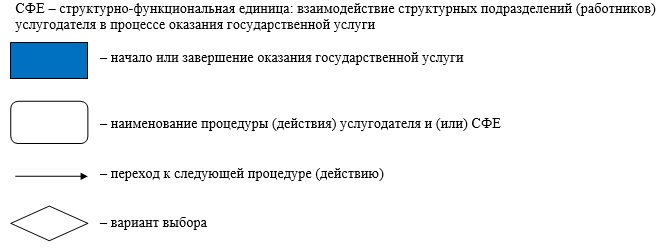 СФЕ – структурно-функциональная единица: взаимодействие структурных подразделений (работников)
услугодателя в процессе оказания государственной услуги
– начало или завершение оказания государственной услуги
– наименование процедуры (действия) услугодателя и (или) СФЕ
– переход к следующей процедуре (действию)
– вариант выбора